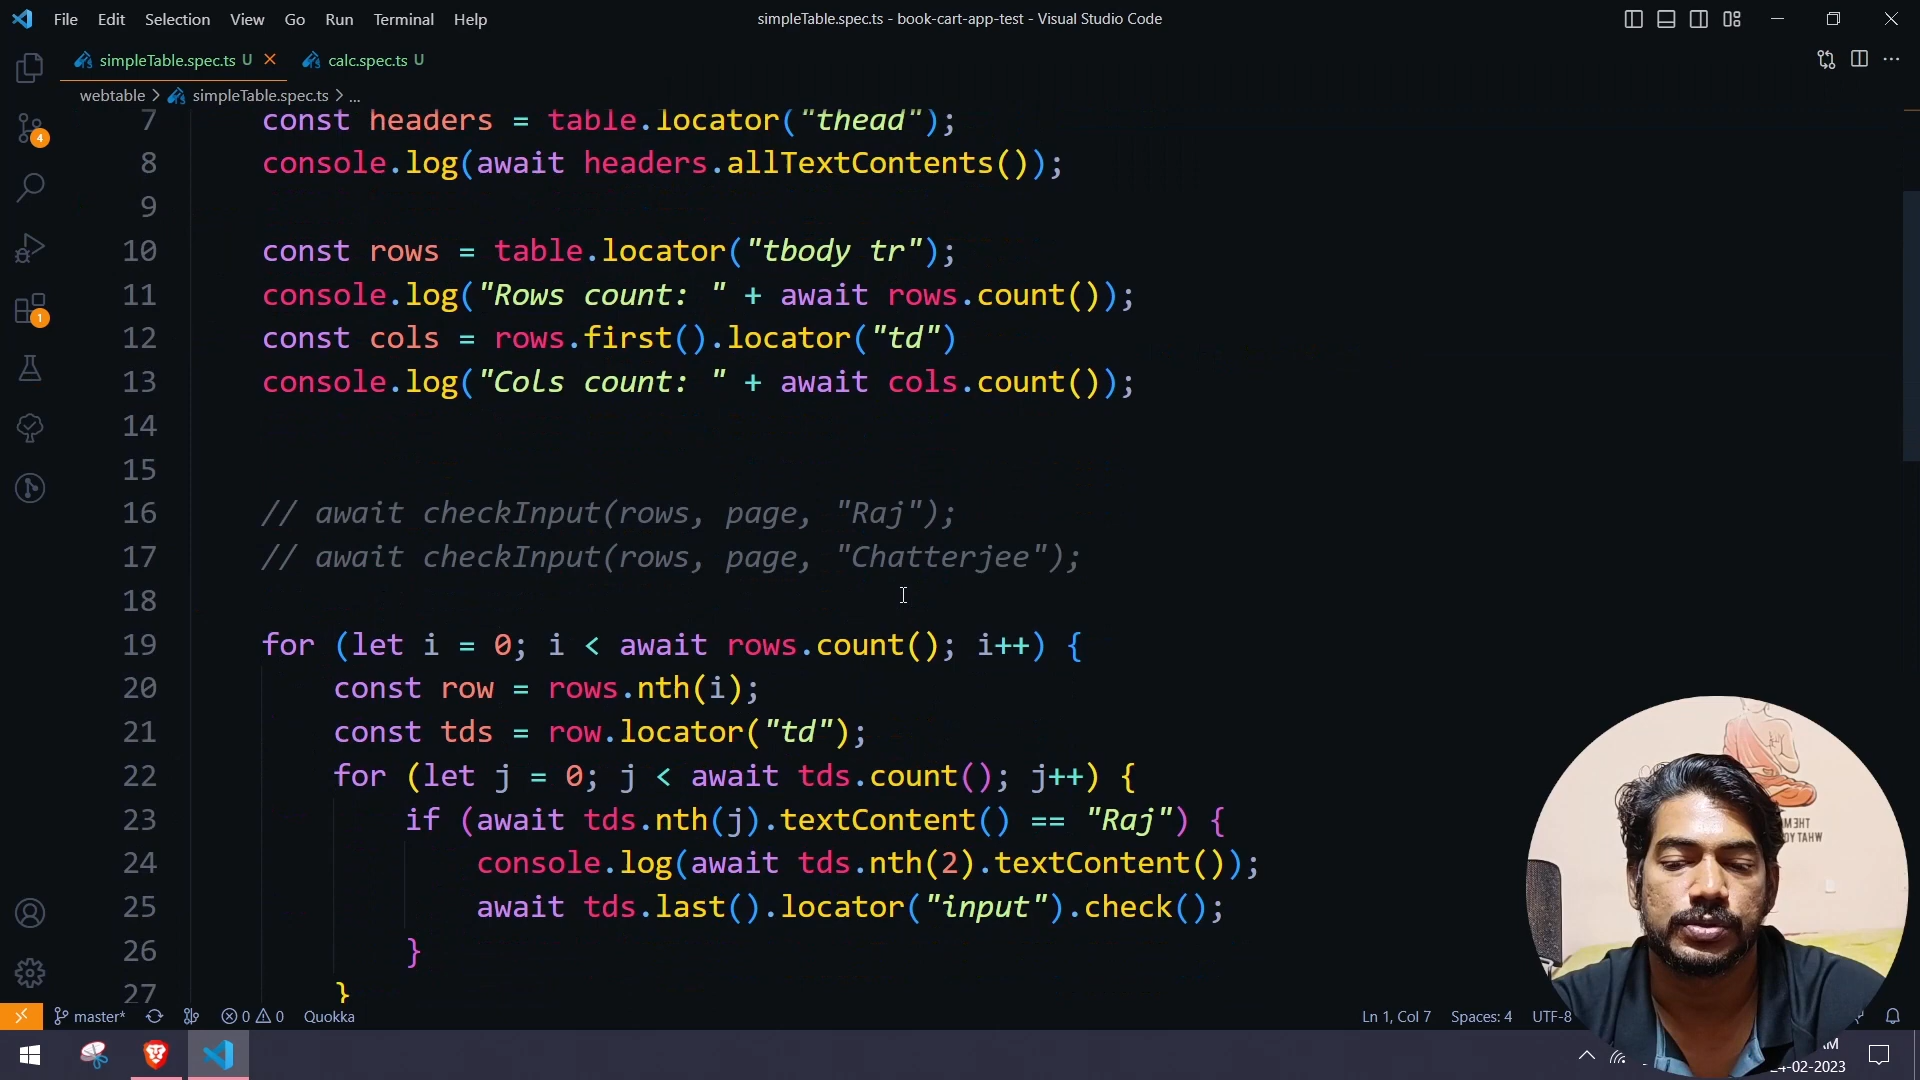 File Edit Selection View Go Run Terminal Help
simpleTable.spec.ts - book-cart-app-test - Visual Studio Code
simpleTable.spec.ts U
calc.spec.ts U
webtable > simpleTable.spec.ts > ...
7 const headers = table.locator("thead");
8 console.log(await headers.allTextContents());
9
10 const rows = table.locator("tbody tr");
11 console.log("Rows count: " + await rows.count());
12 const cols = rows.first().locator("td")
13 console.log("Cols count: " + await cols.count());
14
15
16 // await checkInput(rows, page, "Raj");
17 // await checkInput(rows, page, "Chatterjee");
18
19 for (let i = 0; i < await rows.count(); i++) {
20 const row = rows.nth(i);
21 const tds = row.locator("td");
22 for (let j = 0; j < await tds.count(); j++) {
23 if (await tds.nth(j).textContent() == "Raj") {
24 console.log(await tds.nth(2).textContent());
25 await tds.last().locator("input").check();
26 }
27 }
4
1
master* 0 0 Quokka
Ln 1, Col 7 Spaces: 4 UTF-8
-02-2023